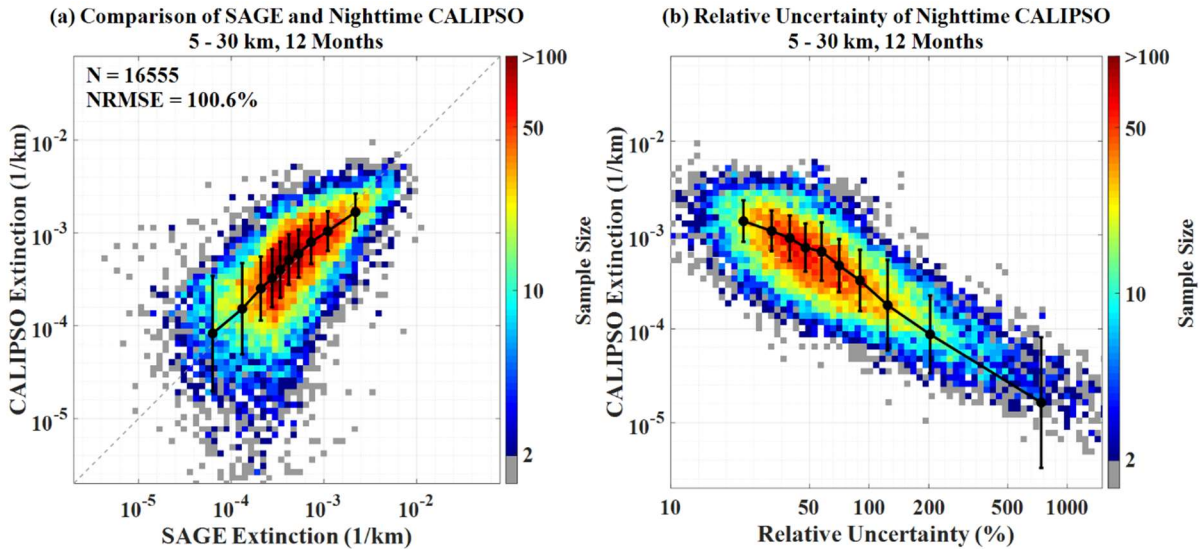 (a) Comparison of SAGE and Nighttime CALIPSO
5 - 30 km, 12 Months
N = 16555
NRMSE = 100.6%
CALIPSO Extinction (1/km)
10⁻²
10⁻³
10⁻⁴
10⁻⁵
10⁻⁵ 10⁻⁴ 10⁻³ 10⁻²
SAGE Extinction (1/km)
>100
50
10
2
Sample Size
(b) Relative Uncertainty of Nighttime CALIPSO
5 - 30 km, 12 Months
CALIPSO Extinction (1/km)
10⁻²
10⁻³
10⁻⁴
10⁻⁵
10 50 100 200 500 1000
Relative Uncertainty (%)
>100
50
10
2
Sample Size